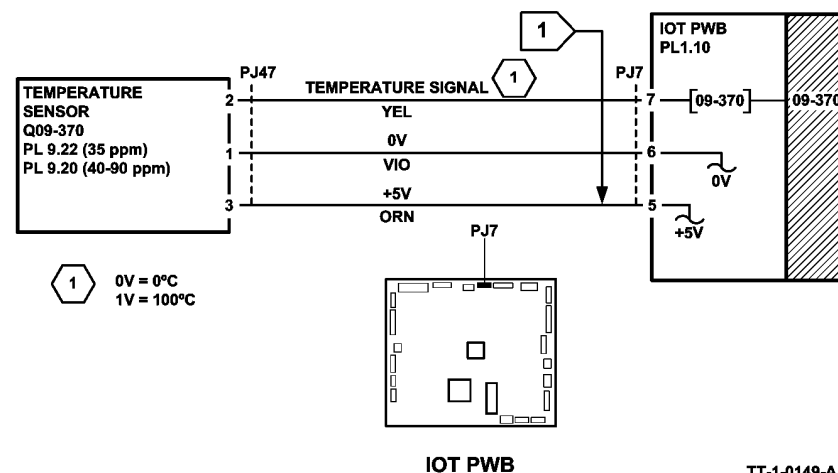 1
IOT PWB
PL1.10
TEMPERATURE
SENSOR
Q09-370
PL 9.22 (35 ppm)
PL 9.20 (40-90 ppm)
PJ47
PJ7
2
TEMPERATURE SIGNAL
1
YEL
7
[09-370]
09-370
1
0V
VIO
6
0V
3
+5V
ORN
5
+5V
1
0V = 0ºC
1V = 100ºC
PJ7
IOT PWB
TT-1-0149-A